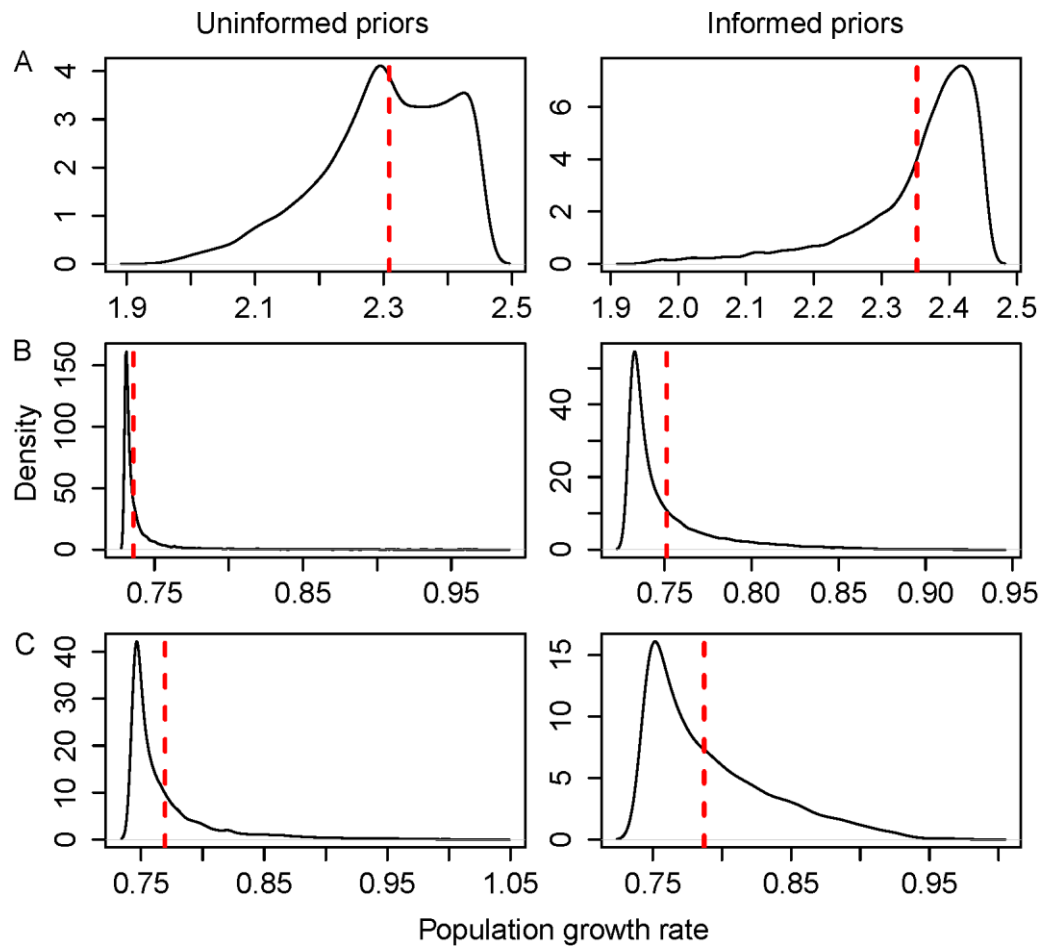 Uninformed priors Informed priors
A
4
3
2
1
0
6
4
2
0
1.9 2.1 2.3 2.5
1.9 2.0 2.1 2.2 2.3 2.4 2.5
B
150
100
50
0
40
20
0
0.75 0.85 0.95
0.75 0.80 0.85 0.90 0.95
Density
C
40
30
20
10
0
15
10
5
0
0.75 0.85 0.95 1.05
0.75 0.85 0.95
Population growth rate